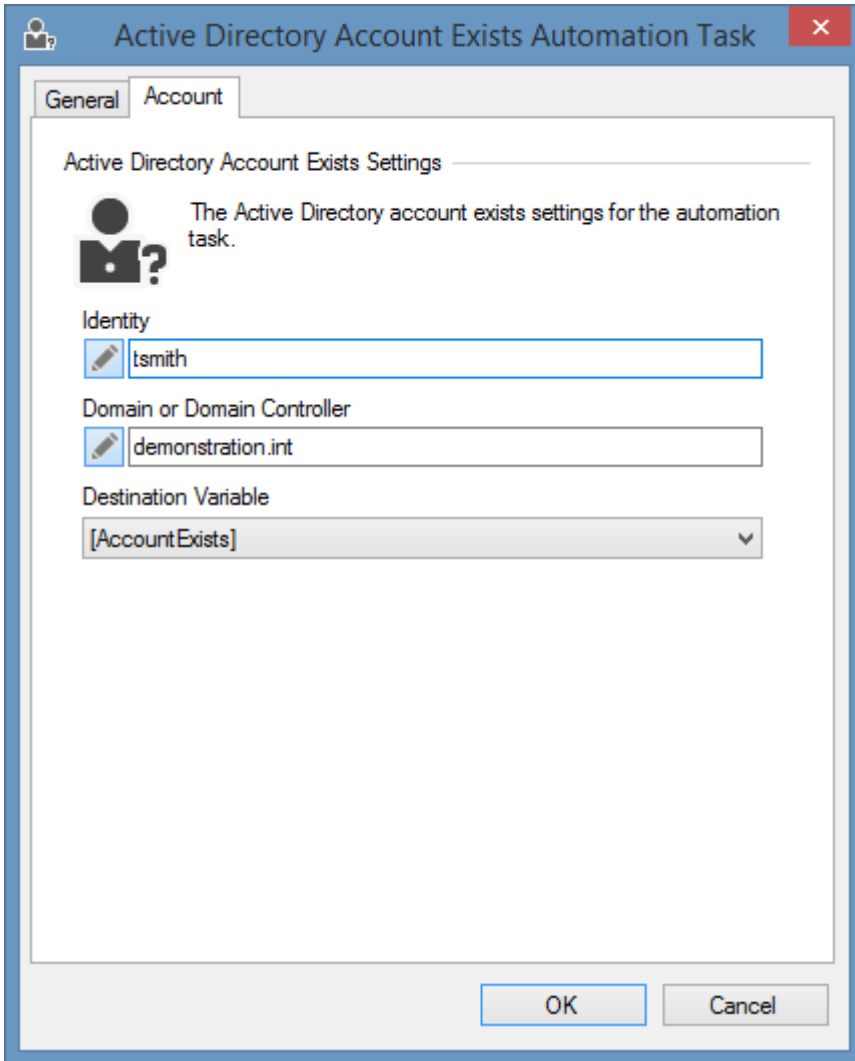 Active Directory Account Exists Automation Task
General
Account
Active Directory Account Exists Settings
The Active Directory account exists settings for the automation
task.
Identity
tsmith
Domain or Domain Controller
demonstration.int
Destination Variable
[AccountExists]
OK
Cancel